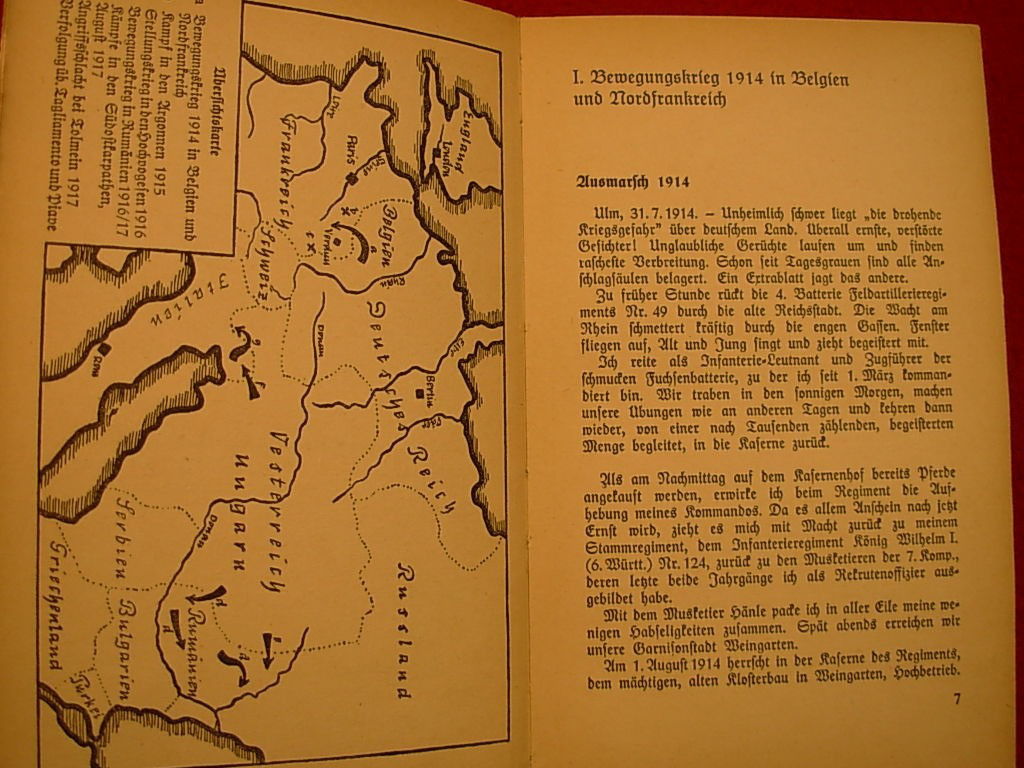 Übersichtskarte
a Bewegungskrieg 1914 in Belgien und
Nordfrankreich
Kampf in den Argonnen 1915
Stellungskrieg in den Hochvogesen 1916
Bewegungskrieg in Rumänien 1916/17
Kämpfe in den Südostkarpathen,
August 1917
Angriffsschlacht bei Tolmein 1917
Verfolgung üb. Tagliamento und Piave
England
London
Frankreich
Paris
Seine
Belgien
Verdun
Schweiz
Italien
Rom
Rhein
Donau
Deutsches
Reich
Elbe
Berlin
Oder
Oesterreich
Ungarn
Donau
Serbien
Bulgarien
Griechenland
Türkei
Rumänien
Russland
I. Bewegungskrieg 1914 in Belgien
und Nordfrankreich
Ausmarsch 1914
Ulm, 31.7.1914. – Unheimlich schwer liegt „die drohende
Kriegsgefahr“ über deutschem Land. Überall ernste, verstörte
Gesichter! Unglaubliche Gerüchte laufen um und finden
rascheste Verbreitung. Schon seit Tagesgrauen sind alle An-
schlagsäulen belagert. Ein Extrablatt jagt das andere.
Zu früher Stunde rückt die 4. Batterie Feldartillerieregi-
ments Nr. 49 durch die alte Reichsstadt. Die Wacht am
Rhein schmettert kräftig durch die engen Gassen. Fenster
fliegen auf, Alt und Jung singt und zieht begeistert mit.
Ich reite als Infanterie-Leutnant und Zugführer der
schmucken Fuchsenbatterie, zu der ich seit 1. März komman-
diert bin. Wir traben in den sonnigen Morgen, machen
unsere Übungen wie an anderen Tagen und kehren dann
wieder, von einer nach Tausenden zählenden, begeisterten
Menge begleitet, in die Kaserne zurück.
Als am Nachmittag auf dem Kasernenhof bereits Pferde
angekauft werden, erwirke ich beim Regiment die Auf-
hebung meines Kommandos. Da es allem Anschein nach jetzt
Ernst wird, zieht es mich mit Macht zurück zu meinem
Stammregiment, dem Infanterieregiment König Wilhelm I.
(6. Württ.) Nr. 124, zurück zu den Musketieren der 7. Komp.,
deren letzte beide Jahrgänge ich als Rekrutenoffizier aus-
gebildet habe.
Mit dem Musketier Hänle packe ich in aller Eile meine we-
nigen Habseligkeiten zusammen. Spät abends erreichen wir
unsere Garnisonstadt Weingarten.
Am 1. August 1914 herrscht in der Kaserne des Regiments,
dem mächtigen, alten Klosterbau in Weingarten, Hochbetrieb.
7